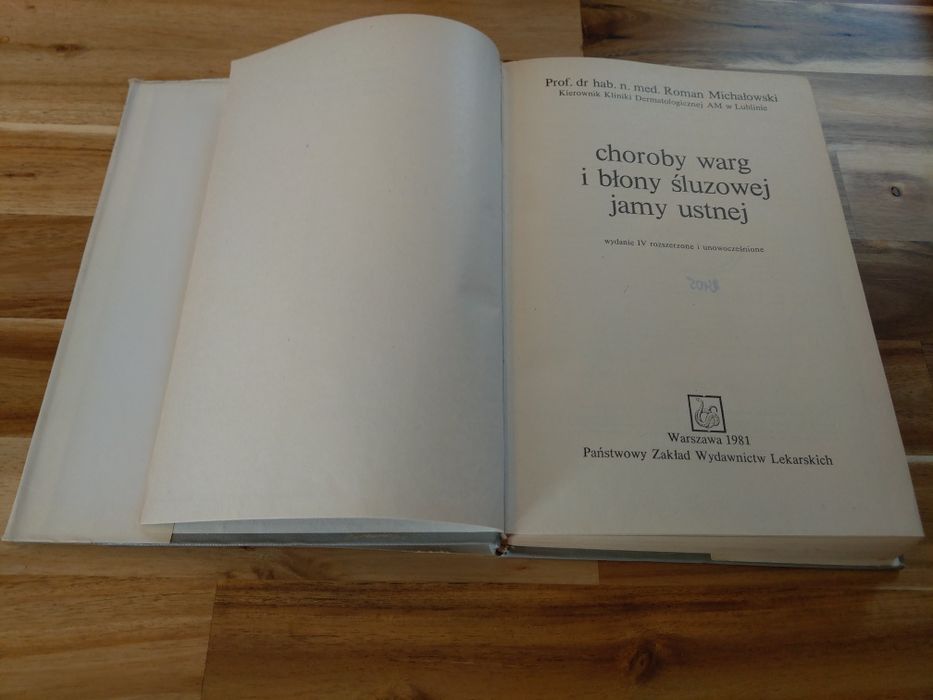 Prof. dr hab. n. med. Roman Michałowski
Kierownik Kliniki Dermatologicznej AM w Lublinie
choroby warg
i błony śluzowej
jamy ustnej
wydanie IV rozszerzone i unowocześnione
Warszawa 1981
Państwowy Zakład Wydawnictw Lekarskich